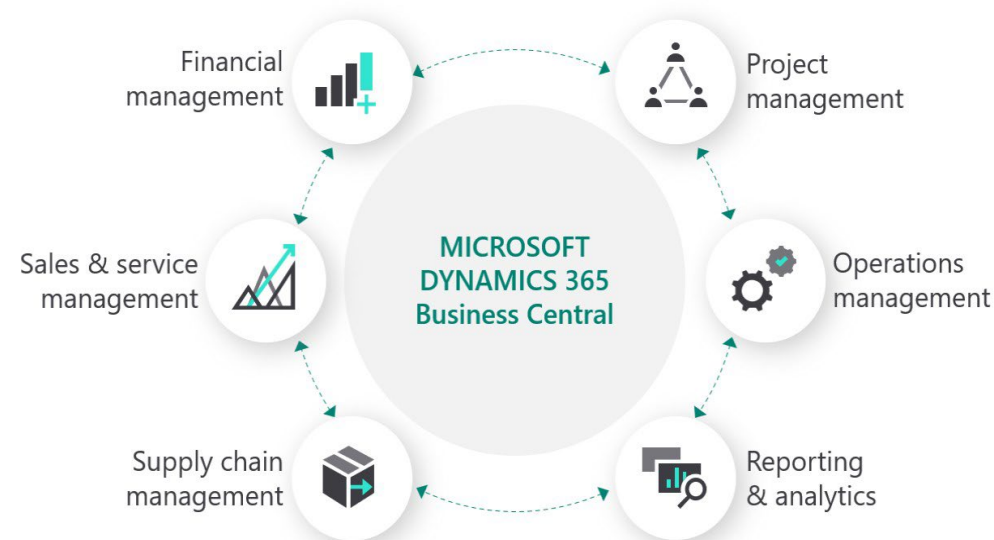 Financial
management
Project
management
MICROSOFT
DYNAMICS 365
Business Central
Sales & service
management
Operations
management
Supply chain
management
Reporting
& analytics